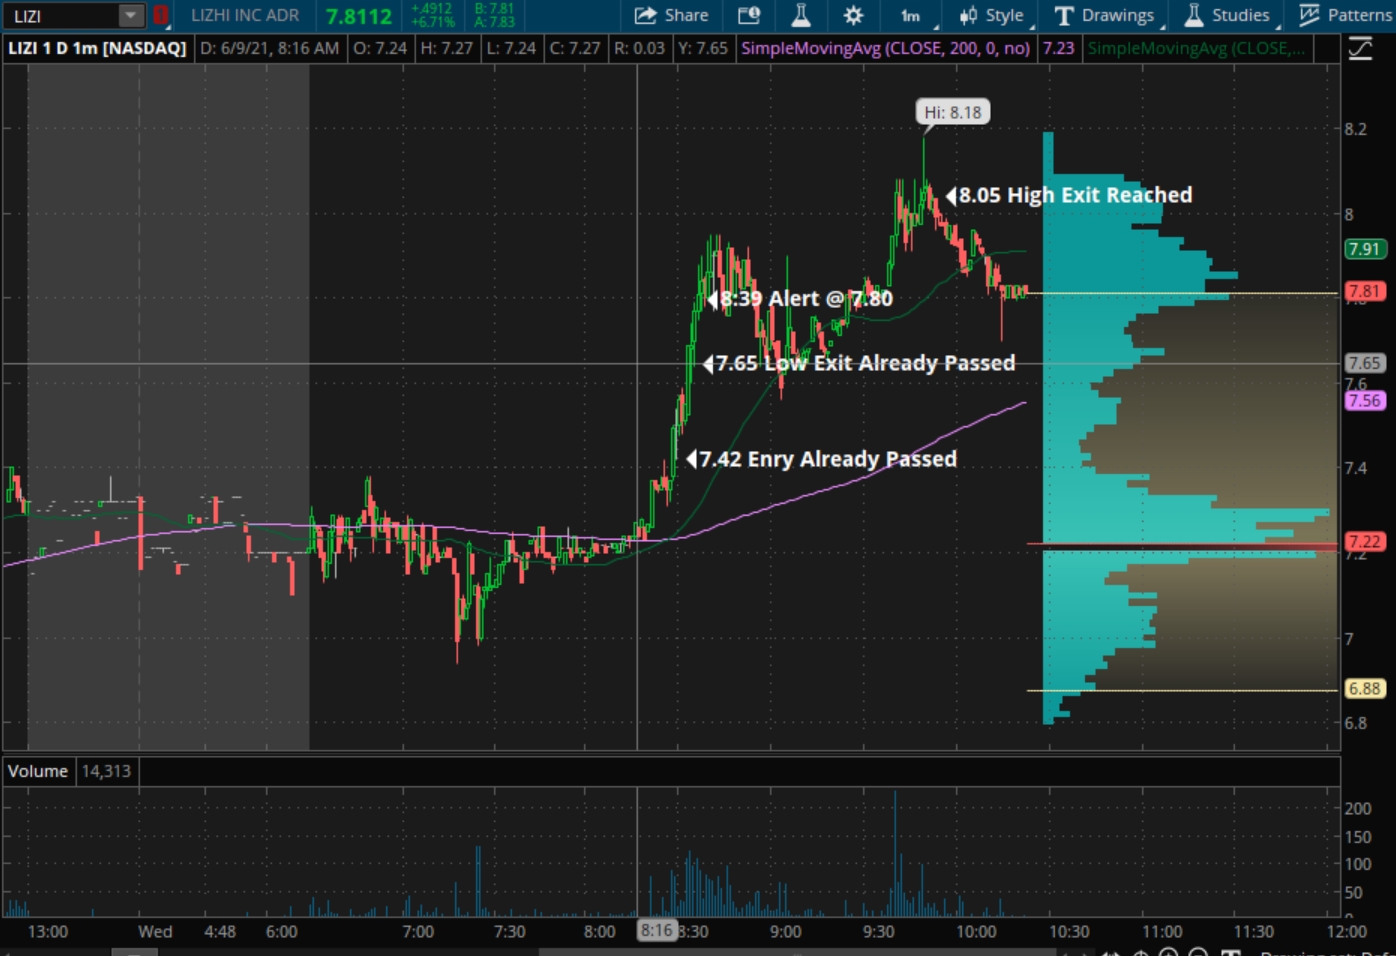 LIZI LIZHI INC ADR 7.8112 +.4912 B: 7.81 Share 1m Style Drawings Studies Patterns
+6.71% A: 7.83
LIZI 1 D 1m [NASDAQ] D: 6/9/21, 8:16 AM O: 7.24 H: 7.27 L: 7.24 C: 7.27 R: 0.03 Y: 7.65 SimpleMovingAvg (CLOSE, 200, 0, no) 7.23 SimpleMovingAvg (CLOSE,...
Hi: 8.18
8.2
8.05 High Exit Reached
8
7.91
7.81
8:39 Alert @ 7.80
7.8
7.65 Low Exit Already Passed
7.65
7.6
7.56
7.42 Enry Already Passed
7.4
7.22
7.2
7
6.88
6.8
Volume 14,313
200
150
100
50
0
13:00 Wed 4:48 6:00 7:00 7:30 8:00 8:16 8:30 9:00 9:30 10:00 10:30 11:00 11:30 12:00